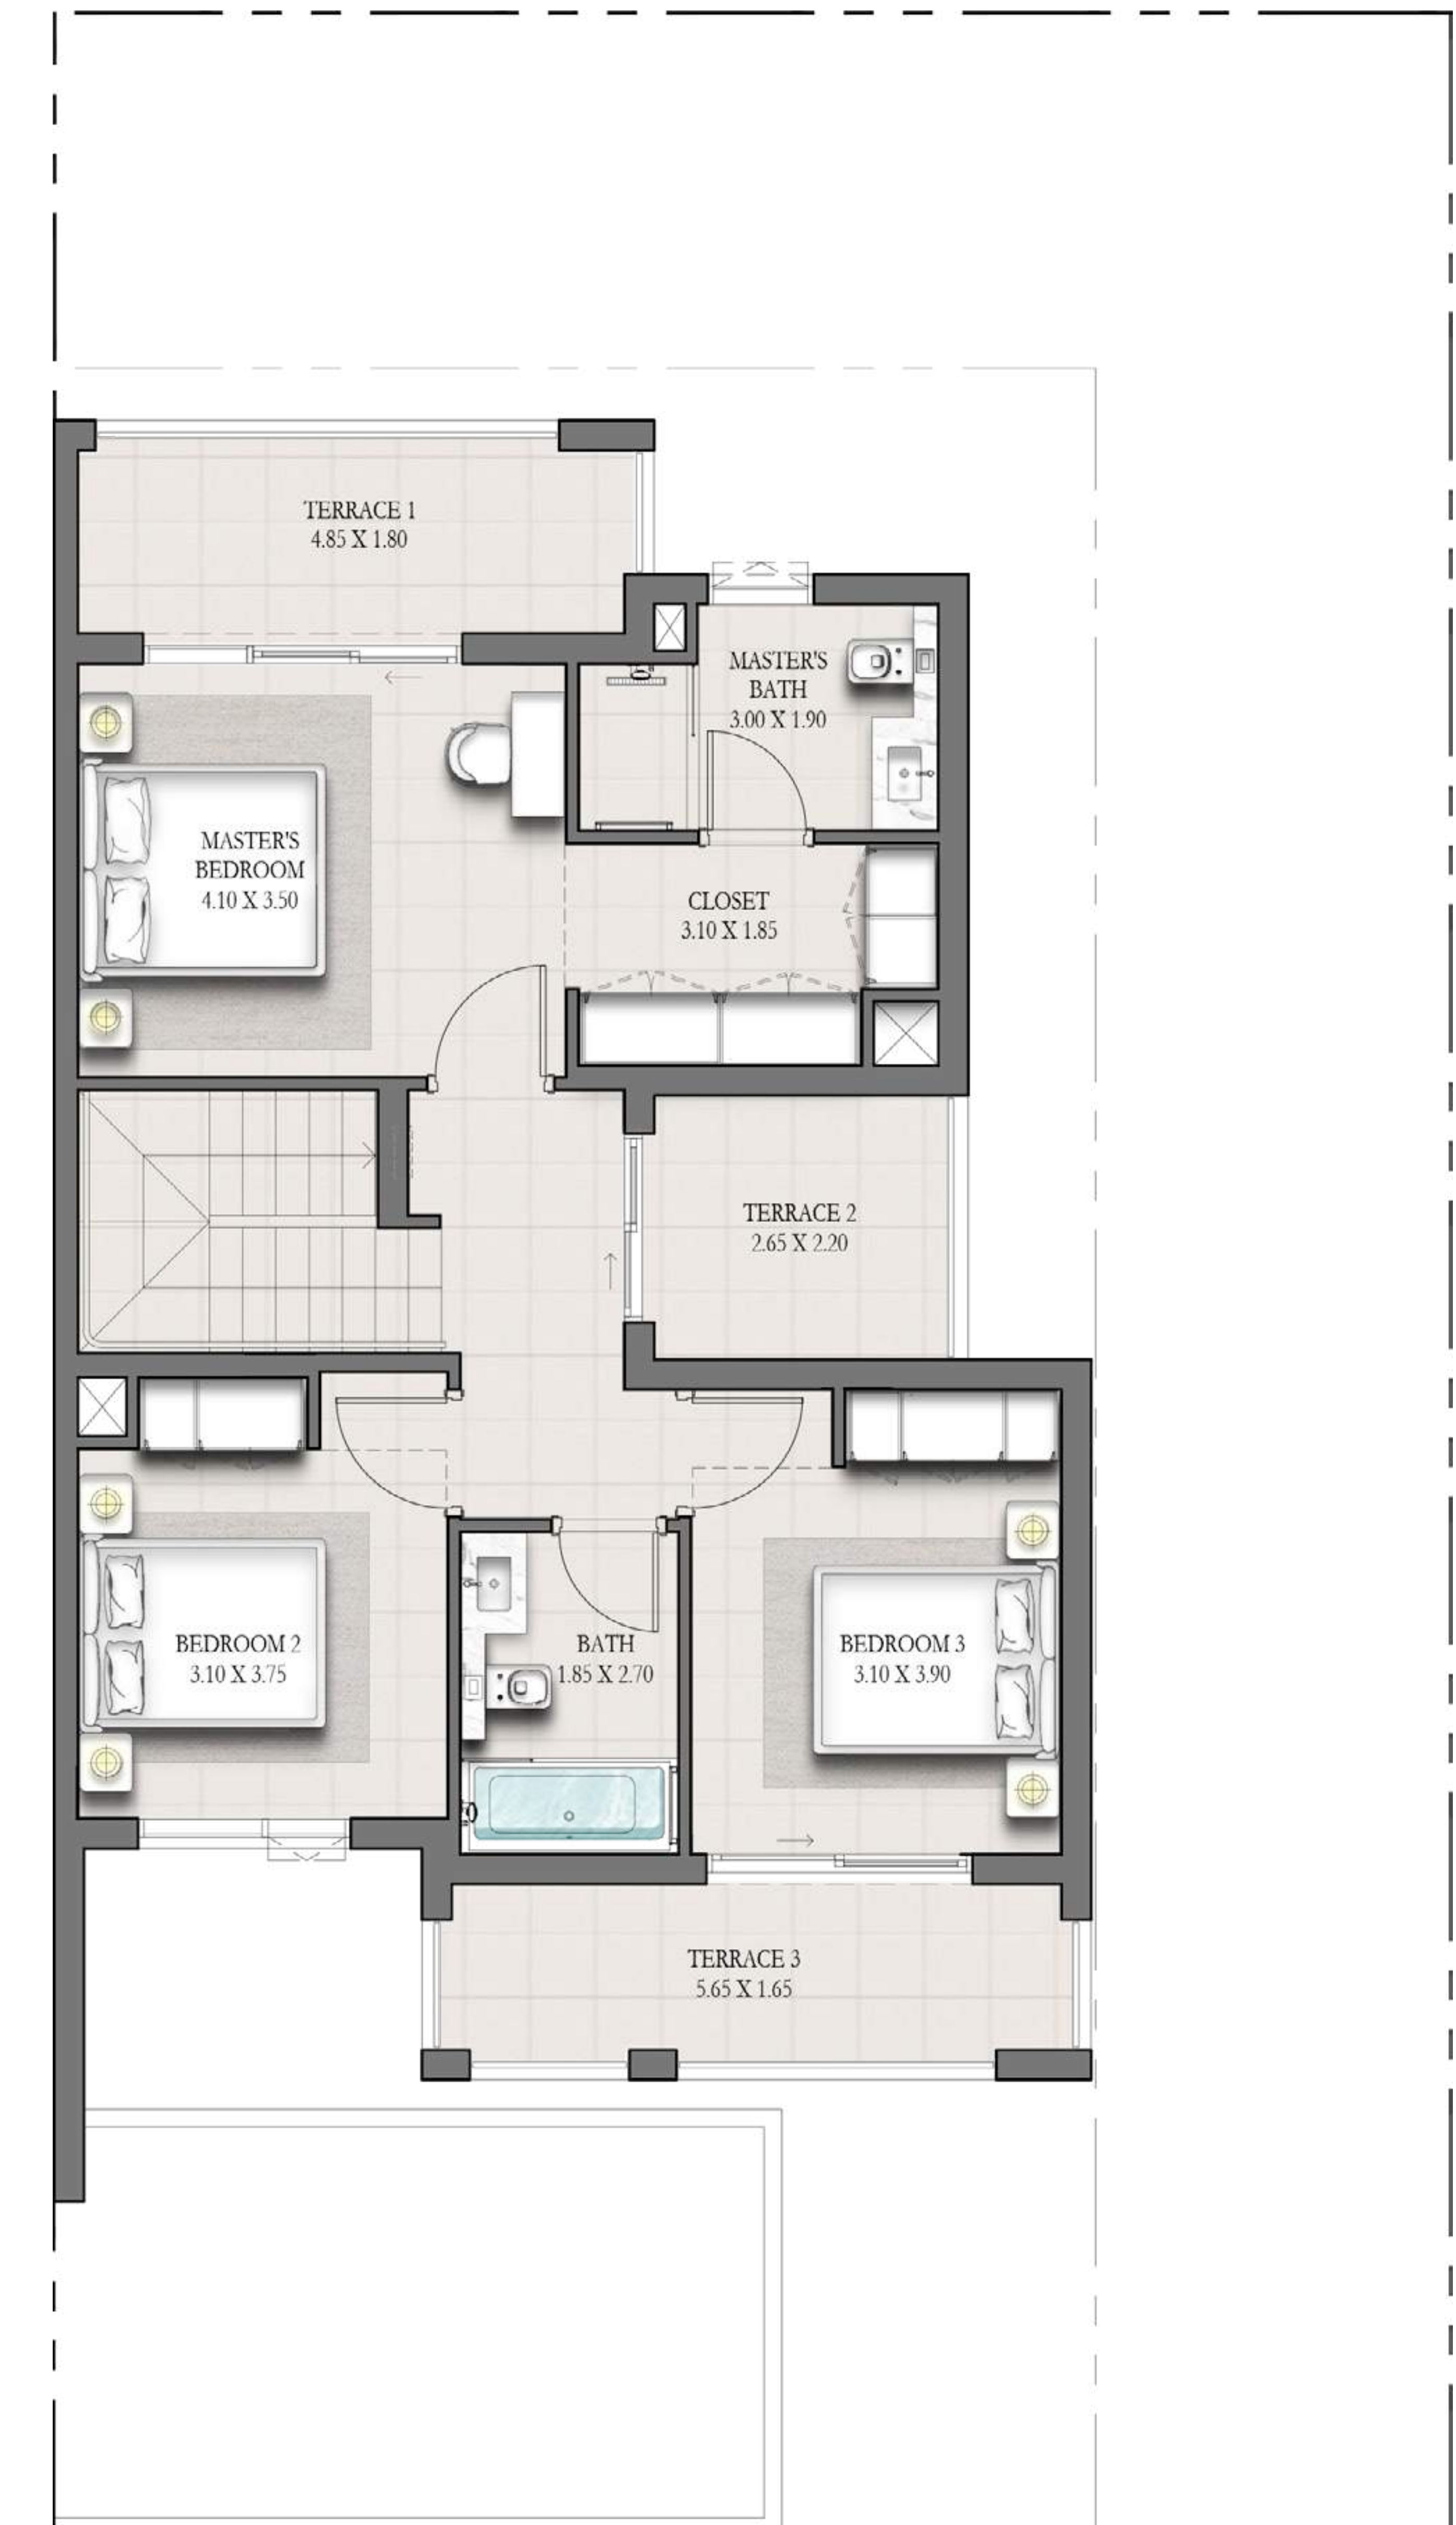 TERRACE 1
4.85 X 1.80
MASTER'S
BATH
3.00 X 1.90
MASTER'S
BEDROOM
4.10 X 3.50
CLOSET
3.10 X 1.85
TERRACE 2
2.65 X 2.20
BEDROOM 2
3.10 X 3.75
BATH
1.85 X 2.70
BEDROOM 3
3.10 X 3.90
TERRACE 3
5.65 X 1.65